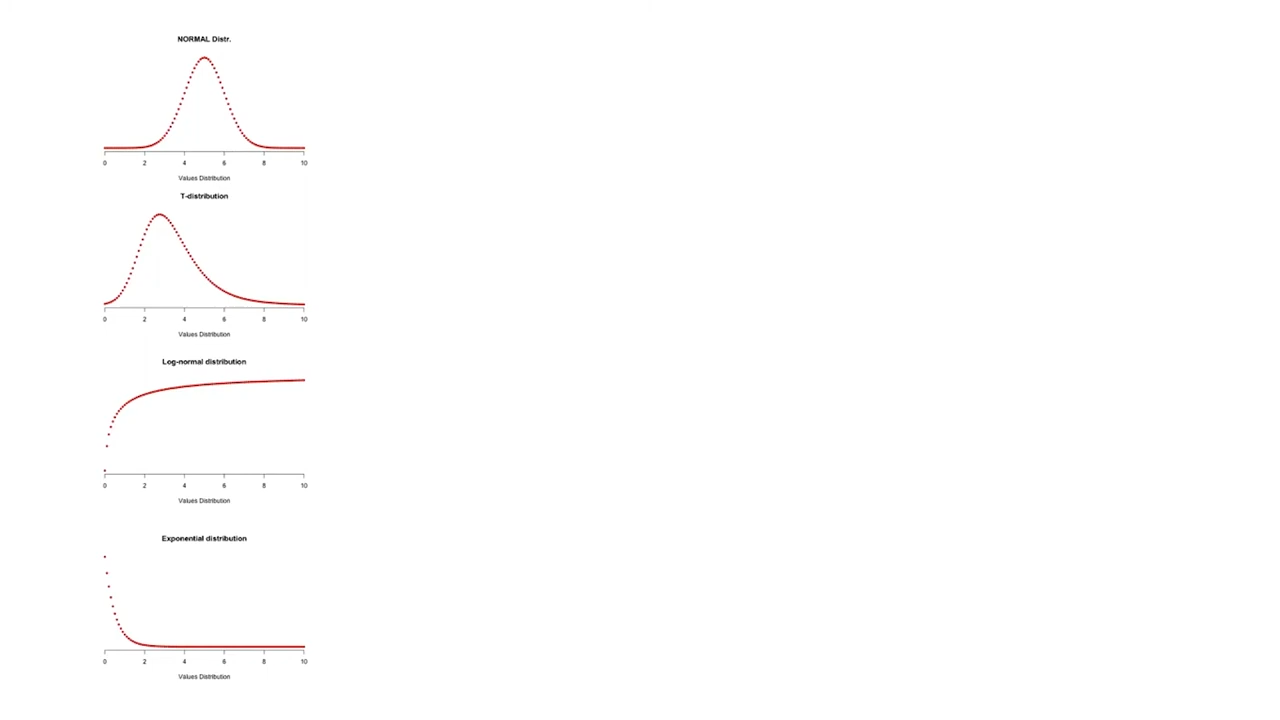 NORMAL Distr.
0 2 4 6 8 10
Values Distribution
T-distribution
0 2 4 6 8 10
Values Distribution
Log-normal distribution
0 2 4 6 8 10
Values Distribution
Exponential distribution
0 2 4 6 8 10
Values Distribution